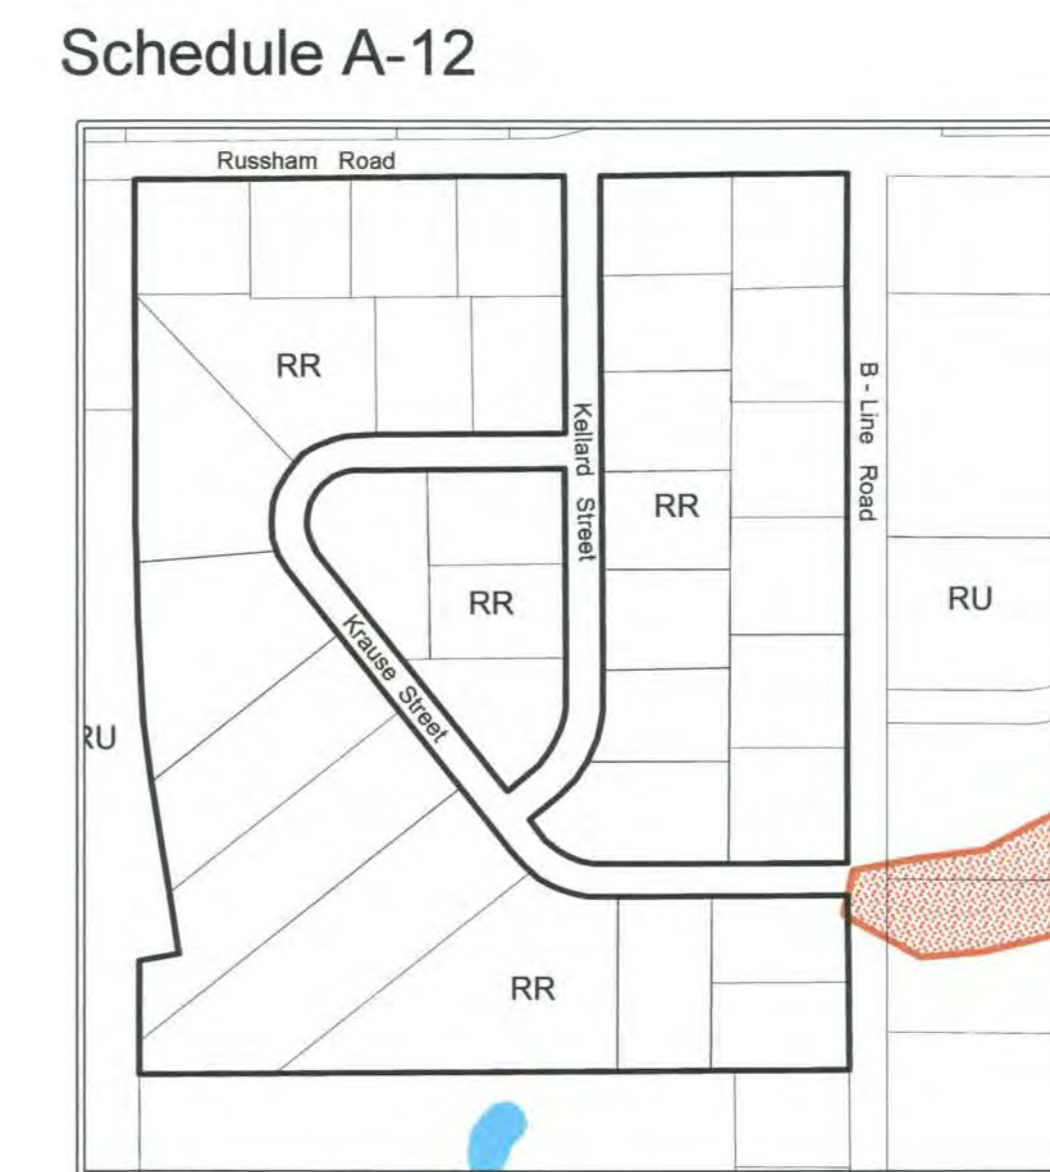 Schedule A-12
Russham Road
RR
Kellard Street
B - Line Road
RR
RU
RR
Krause Street
RU
RR